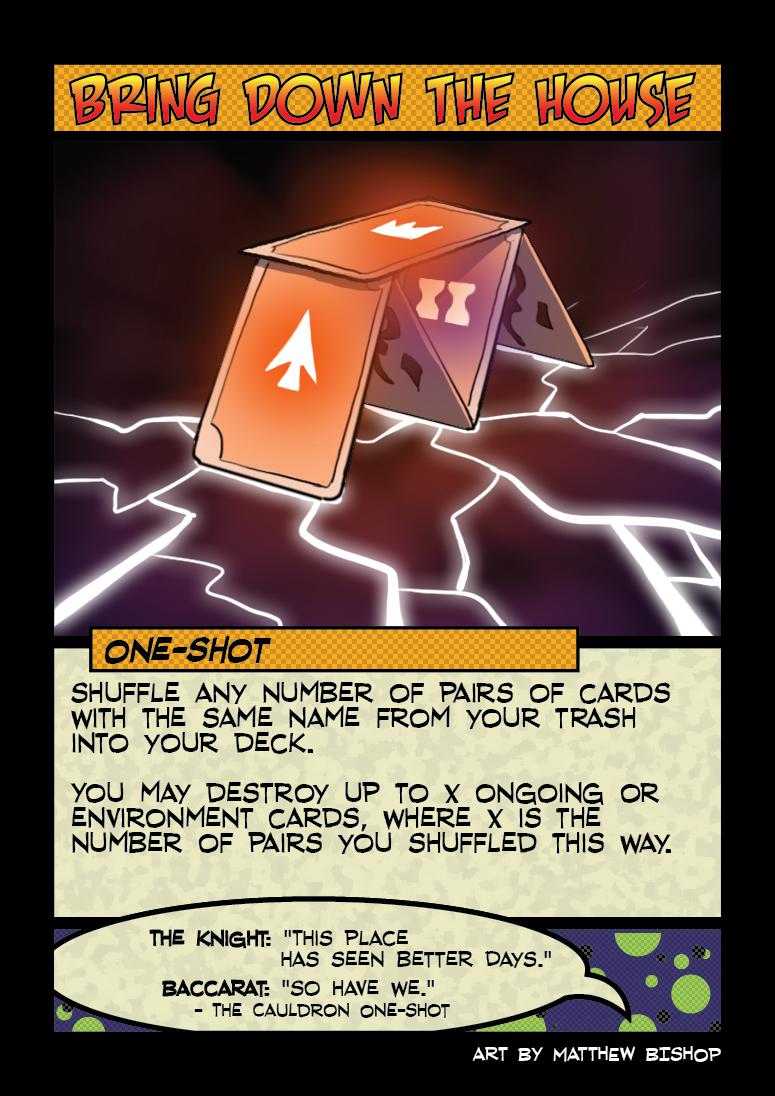 BRING DOWN THE HOUSE
ONE-SHOT
SHUFFLE ANY NUMBER OF PAIRS OF CARDS
WITH THE SAME NAME FROM YOUR TRASH
INTO YOUR DECK.
YOU MAY DESTROY UP TO X ONGOING OR
ENVIRONMENT CARDS, WHERE X IS THE
NUMBER OF PAIRS YOU SHUFFLED THIS WAY.
THE KNIGHT: "THIS PLACE
HAS SEEN BETTER DAYS."
BACCARAT: "SO HAVE WE."
- THE CAULDRON ONE-SHOT
ART BY MATTHEW BISHOP